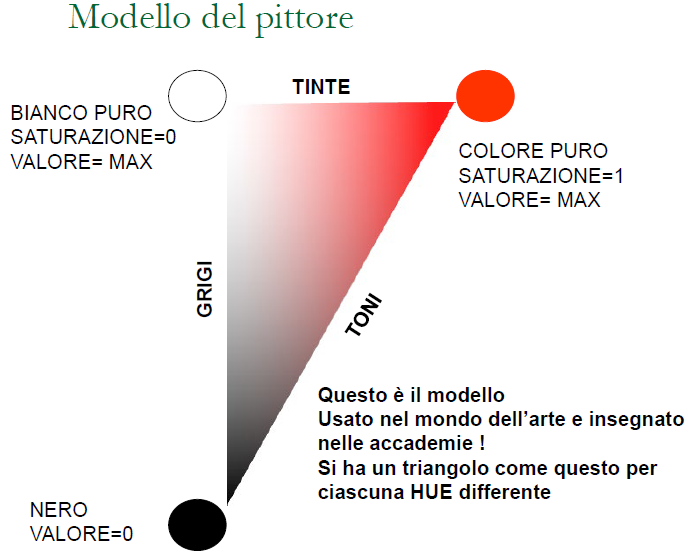 Modello del pittore
TINTE
BIANCO PURO
SATURAZIONE=0
VALORE= MAX
COLORE PURO
SATURAZIONE=1
VALORE= MAX
GRIGI
TONI
Questo è il modello
Usato nel mondo dell'arte e insegnato
nelle accademie !
Si ha un triangolo come questo per
ciascuna HUE differente
NERO
VALORE=0